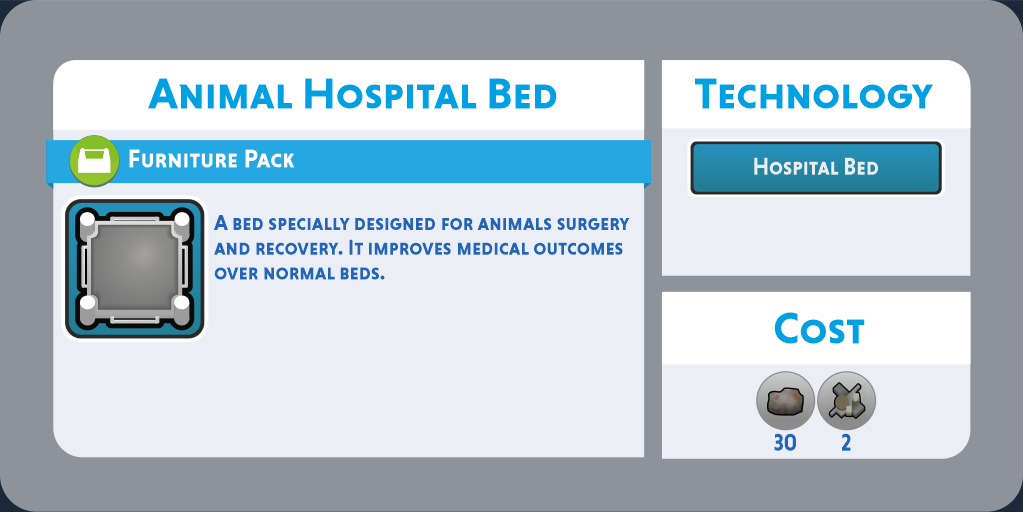 Animal Hospital Bed
Furniture Pack
A bed specially designed for animals surgery
and recovery. It improves medical outcomes
over normal beds.
Technology
Hospital Bed
Cost
30
2